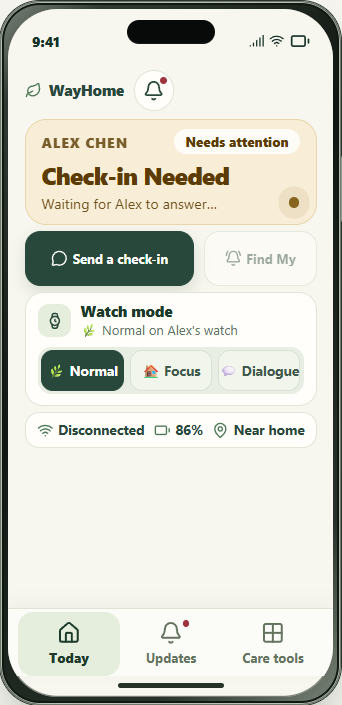 9:41
WayHome
ALEX CHEN
Needs attention
Check-in Needed
Waiting for Alex to answer...
Send a check-in
Find My
Watch mode
Normal on Alex's watch
Normal
Focus
Dialogue
Disconnected
86%
Near home
Today
Updates
Care tools